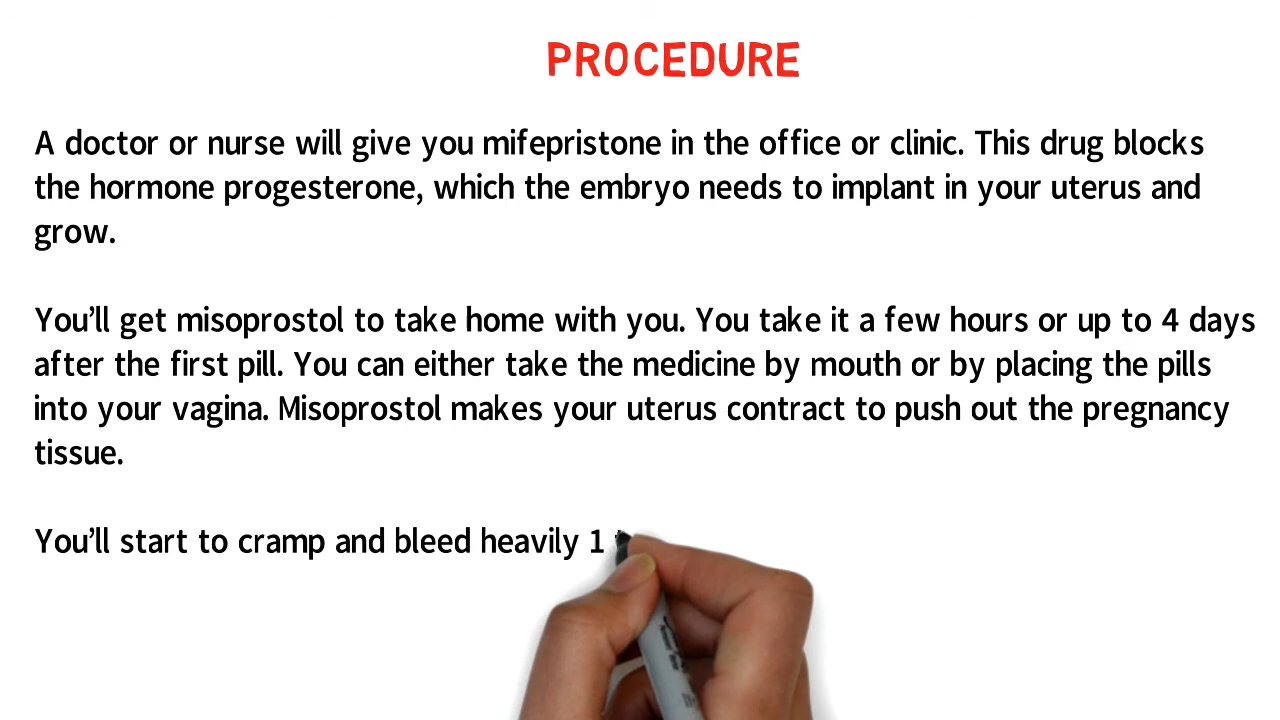 PROCEDURE
A doctor or nurse will give you mifepristone in the office or clinic. This drug blocks
the hormone progesterone, which the embryo needs to implant in your uterus and
grow.
You'll get misoprostol to take home with you. You take it a few hours or up to 4 days
after the first pill. You can either take the medicine by mouth or by placing the pills
into your vagina. Misoprostol makes your uterus contract to push out the pregnancy
tissue.
You'll start to cramp and bleed heavily 1